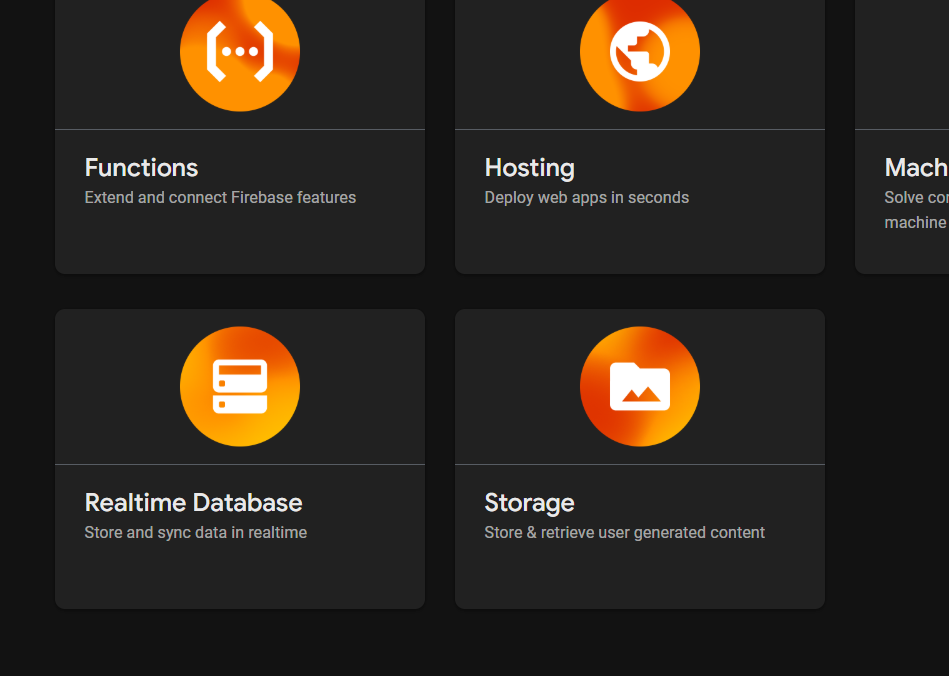 Functions
Extend and connect Firebase features
Hosting
Deploy web apps in seconds
Realtime Database
Store and sync data in realtime
Storage
Store & retrieve user generated content
Mach
Solve
machine